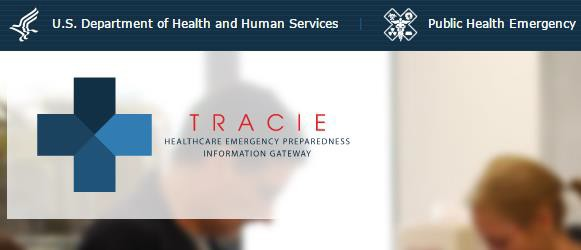 U.S. Department of Health and Human Services
Public Health Emergency
TRACIE
HEALTHCARE EMERGENCY PREPAREDNESS
INFORMATION GATEWAY